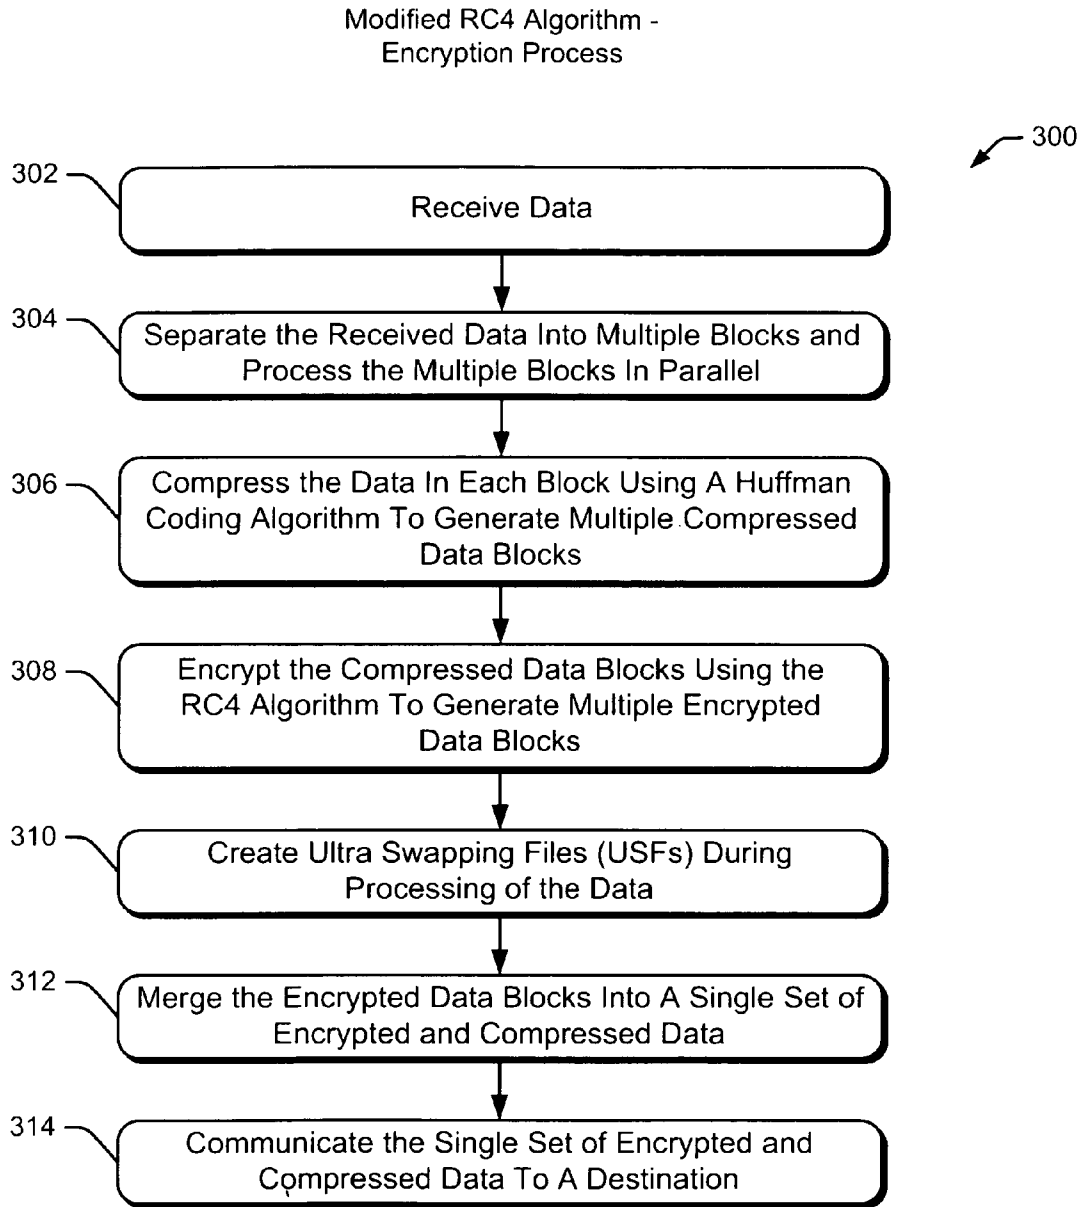 Modified RC4 Algorithm -
Encryption Process
300
302
Receive Data
304
Separate the Received Data Into Multiple Blocks and
Process the Multiple Blocks In Parallel
306
Compress the Data In Each Block Using A Huffman
Coding Algorithm To Generate Multiple Compressed
Data Blocks
308
Encrypt the Compressed Data Blocks Using the
RC4 Algorithm To Generate Multiple Encrypted
Data Blocks
310
Create Ultra Swapping Files (USFs) During
Processing of the Data
312
Merge the Encrypted Data Blocks Into A Single Set of
Encrypted and Compressed Data
314
Communicate the Single Set of Encrypted and
Compressed Data To A Destination